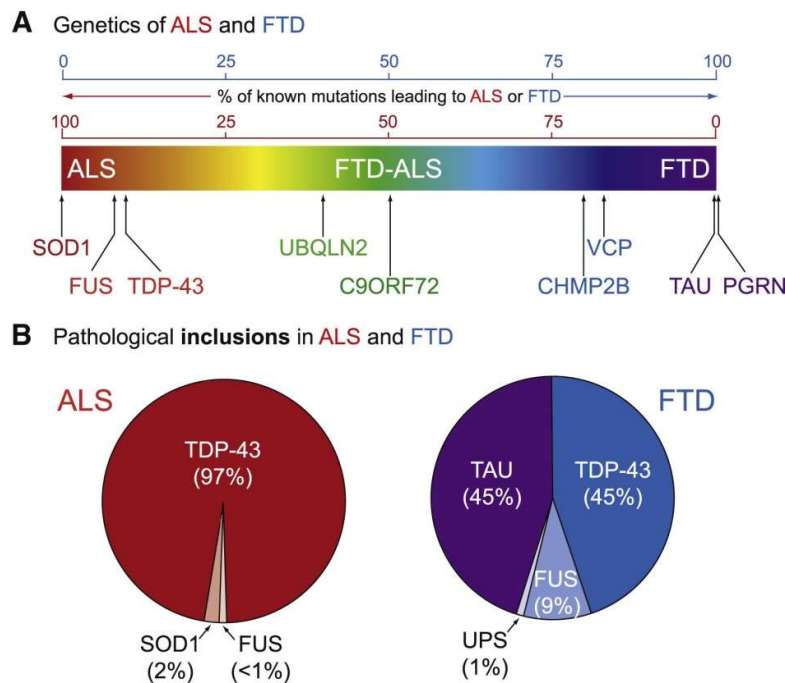 A Genetics of ALS and FTD
0 25 50 75 100
% of known mutations leading to ALS or FTD
100 25 50 75 0
ALS FTD-ALS FTD
SOD1 UBQLN2 VCP
FUS TDP-43 C9ORF72 CHMP2B TAU PGRN
B Pathological inclusions in ALS and FTD
ALS FTD
TDP-43
(97%)
SOD1
(2%)
FUS
(<1%)
TAU
(45%)
TDP-43
(45%)
FUS
(9%)
UPS
(1%)